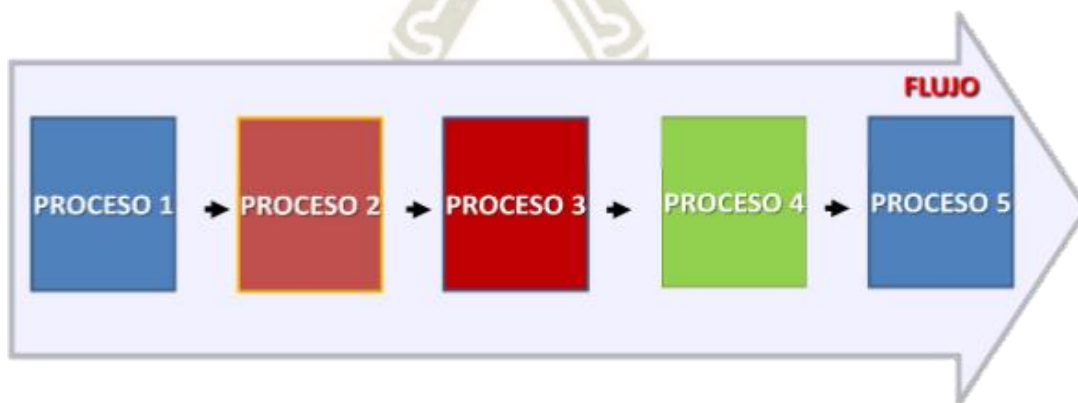 FLUJO
PROCESO 1
PROCESO 2
PROCESO 3
PROCESO 4
PROCESO 5